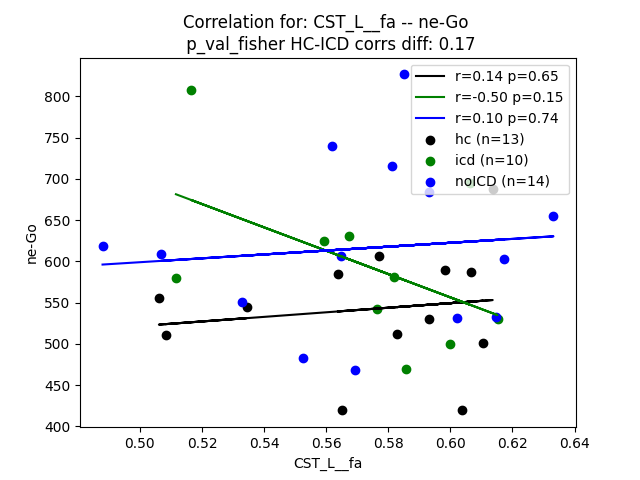 Correlation for: CST_L__fa -- ne-Go
p_val_fisher HC-ICD corrs diff: 0.17
r=0.14 p=0.65
r=-0.50 p=0.15
r=0.10 p=0.74
hc (n=13)
icd (n=10)
noICD (n=14)
ne-Go
800
750
700
650
600
550
500
450
400
0.50 0.52 0.54 0.56 0.58 0.60 0.62 0.64
CST_L__fa